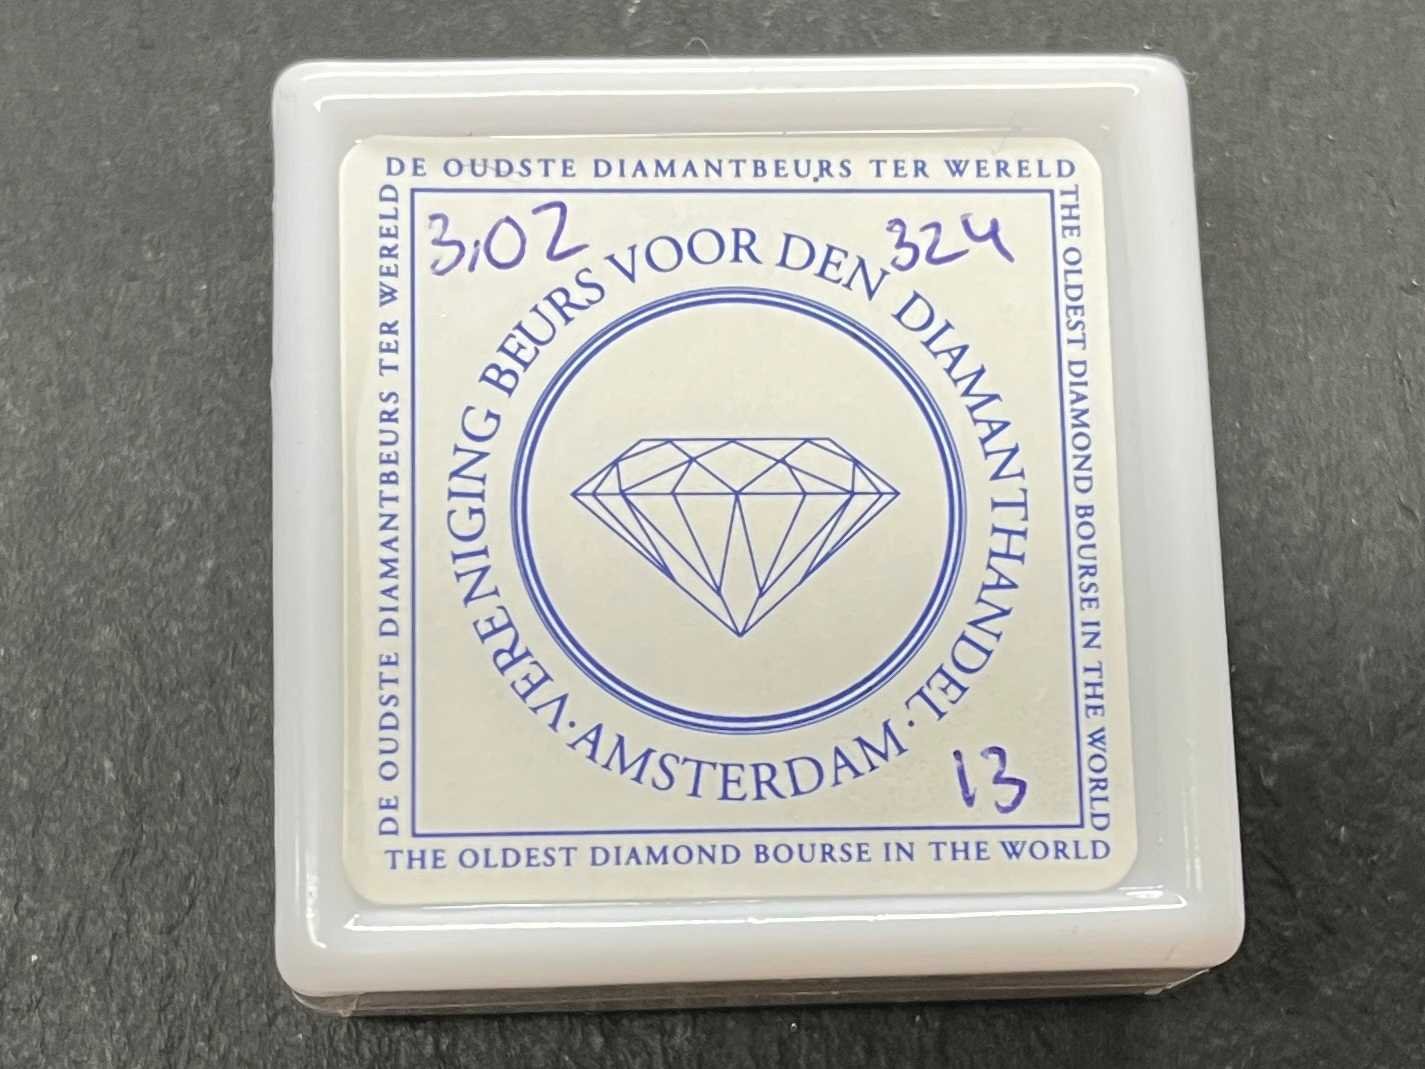 DE OUDSTE DIAMANTBEURS TER WERELD
DE OUDSTE DIAMANTBEURS TER WERELD
THE OLDEST DIAMOND BOURSE IN THE WORLD
3,02
324
VERENIGING BEURS VOOR DEN DIAMANTHANDEL
· AMSTERDAM ·
13
THE OLDEST DIAMOND BOURSE IN THE WORLD